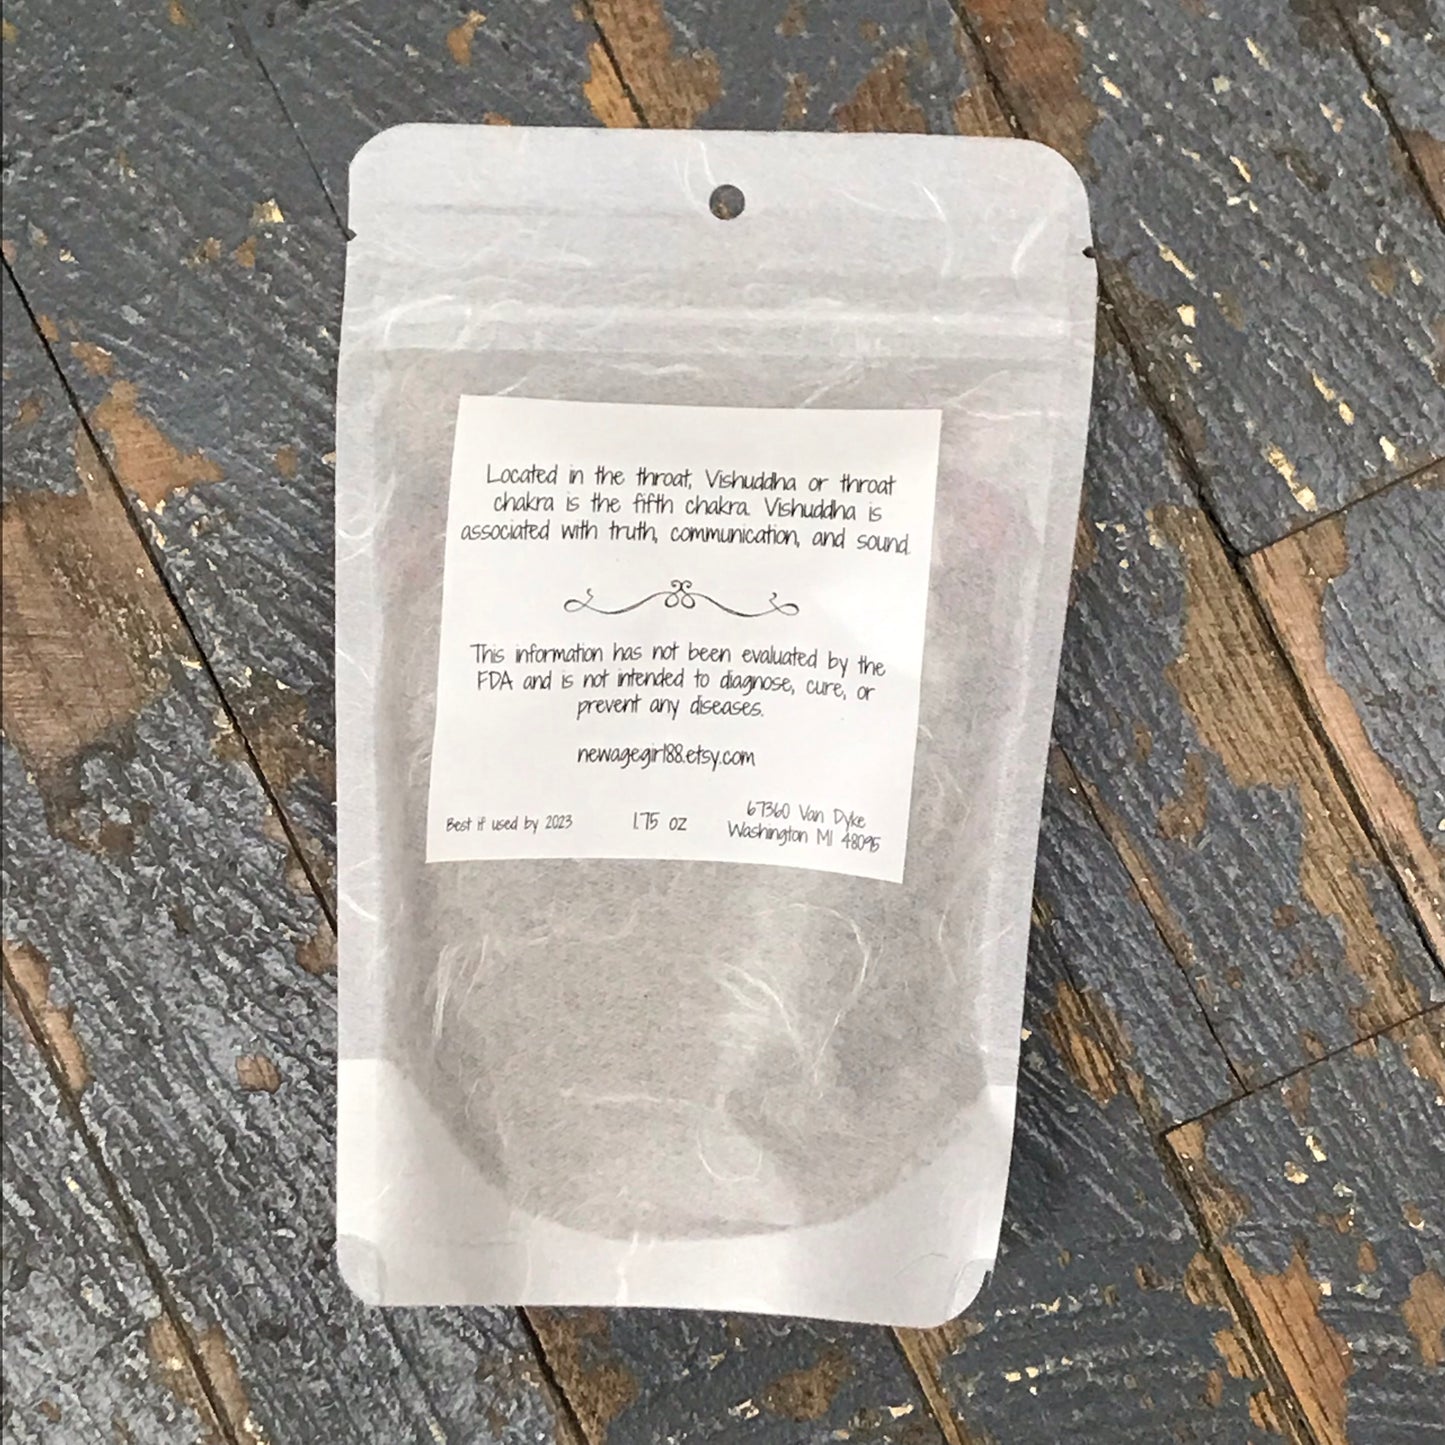 Located in the throat, Vishuddha or throat
chakra is the fifth chakra. Vishuddha is
associated with truth, communication, and sound.
This information has not been evaluated by the
FDA and is not intended to diagnose, cure, or
prevent any diseases.
newagegirl88.etsy.com
Best if used by 2023
1.75 oz
67360 Van Dyke
Washington MI 48095